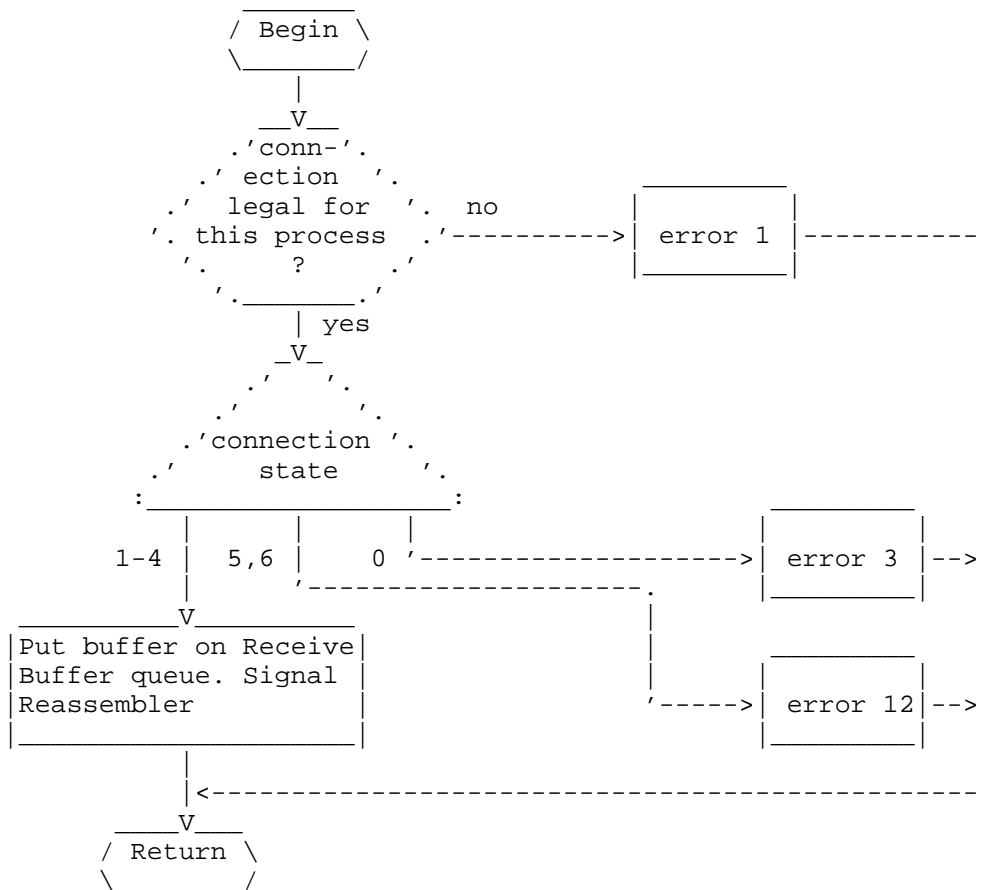 Begin
conn-
ection
legal for no
this process error 1
?
yes
connection
state
1-4 5,6 0 error 3
Put buffer on Receive
Buffer queue. Signal
Reassembler error 12
Return